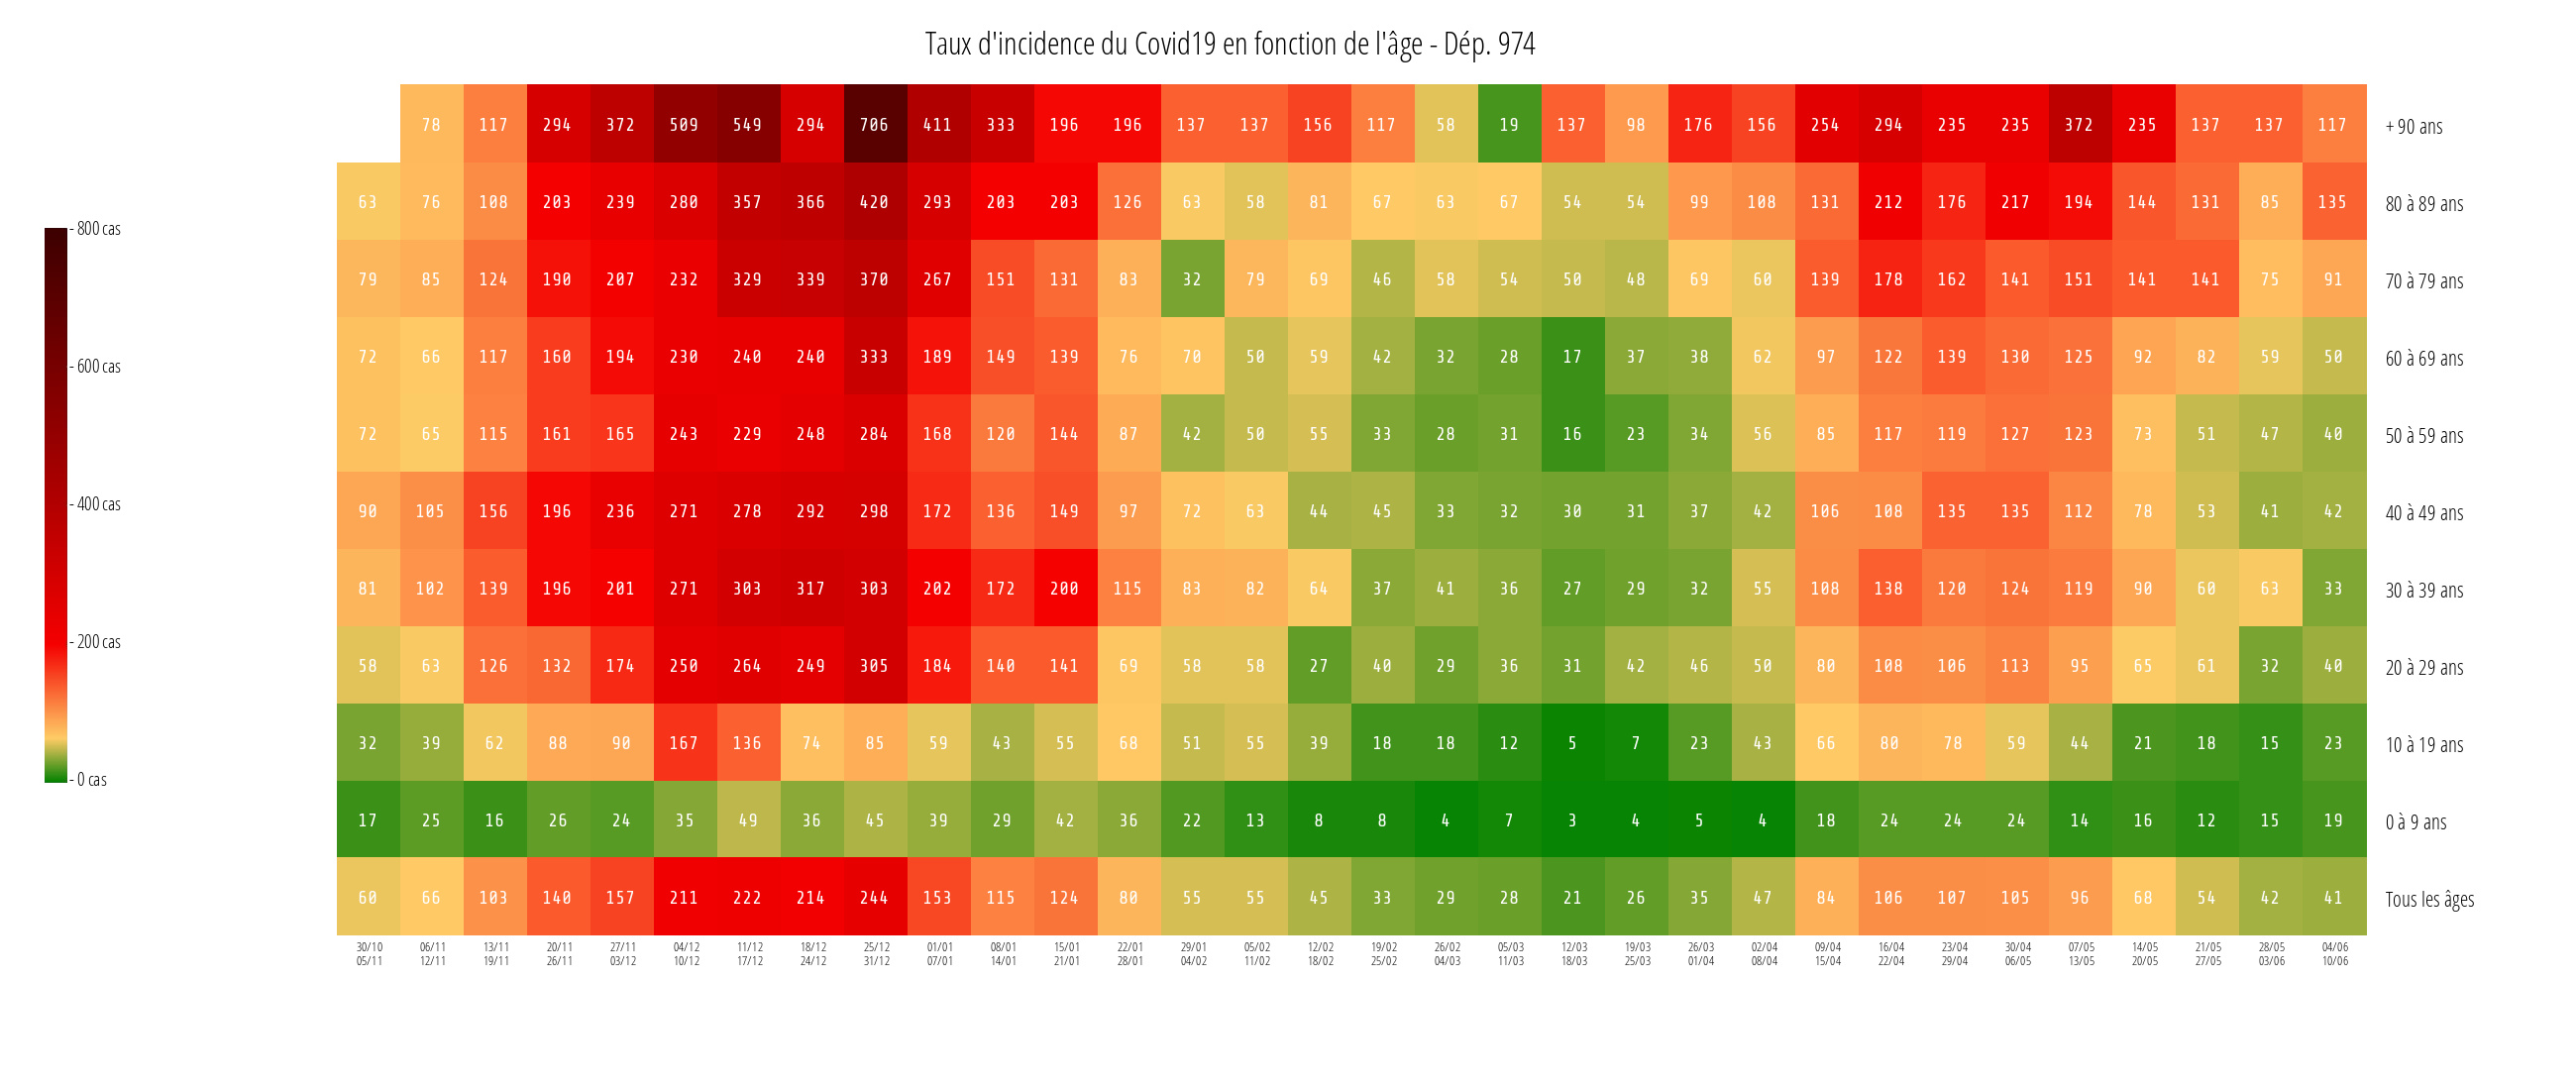 Taux d'incidence du Covid19 en fonction de l'âge - Dép. 974
78 117 294 372 509 549 294 706 411 333 196 196 137 137 156 117 58 19 137 98 176 156 254 294 235 235 372 235 137 137 117 + 90 ans
63 76 108 203 239 280 357 366 420 293 203 203 126 63 58 81 67 63 67 54 54 99 108 131 212 176 217 194 144 131 85 135 80 à 89 ans
- 800 cas
79 85 124 190 207 232 329 339 370 267 151 131 83 32 79 69 46 58 54 50 48 69 60 139 178 162 141 151 141 141 75 91 70 à 79 ans
72 66 117 160 194 230 240 240 333 189 149 139 76 70 50 59 42 32 28 17 37 38 62 97 122 139 130 125 92 82 59 50 60 à 69 ans
- 600 cas
72 65 115 161 165 243 229 248 284 168 120 144 87 42 50 55 33 28 31 16 23 34 56 85 117 119 127 123 73 51 47 40 50 à 59 ans
- 400 cas
90 105 156 196 236 271 278 292 298 172 136 149 97 72 63 44 45 33 32 30 31 37 42 106 108 135 135 112 78 53 41 42 40 à 49 ans
81 102 139 196 201 271 303 317 303 202 172 200 115 83 82 64 37 41 36 27 29 32 55 108 138 120 124 119 90 60 63 33 30 à 39 ans
- 200 cas
58 63 126 132 174 250 264 249 305 184 140 141 69 58 58 27 40 29 36 31 42 46 50 80 108 106 113 95 65 61 32 40 20 à 29 ans
32 39 62 88 90 167 136 74 85 59 43 55 68 51 55 39 18 18 12 5 7 23 43 66 80 78 59 44 21 18 15 23 10 à 19 ans
- 0 cas
17 25 16 26 24 35 49 36 45 39 29 42 36 22 13 8 8 4 7 3 4 5 4 18 24 24 24 14 16 12 15 19 0 à 9 ans
60 66 103 140 157 211 222 214 244 153 115 124 80 55 55 45 33 29 28 21 26 35 47 84 106 107 105 96 68 54 42 41 Tous les âges
30/10 06/11 13/11 20/11 27/11 04/12 11/12 18/12 25/12 01/01 08/01 15/01 22/01 29/01 05/02 12/02 19/02 26/02 05/03 12/03 19/03 26/03 02/04 09/04 16/04 23/04 30/04 07/05 14/05 21/05 28/05 04/06
05/11 12/11 19/11 26/11 03/12 10/12 17/12 24/12 31/12 07/01 14/01 21/01 28/01 04/02 11/02 18/02 25/02 04/03 11/03 18/03 25/03 01/04 08/04 15/04 22/04 29/04 06/05 13/05 20/05 27/05 03/06 10/06